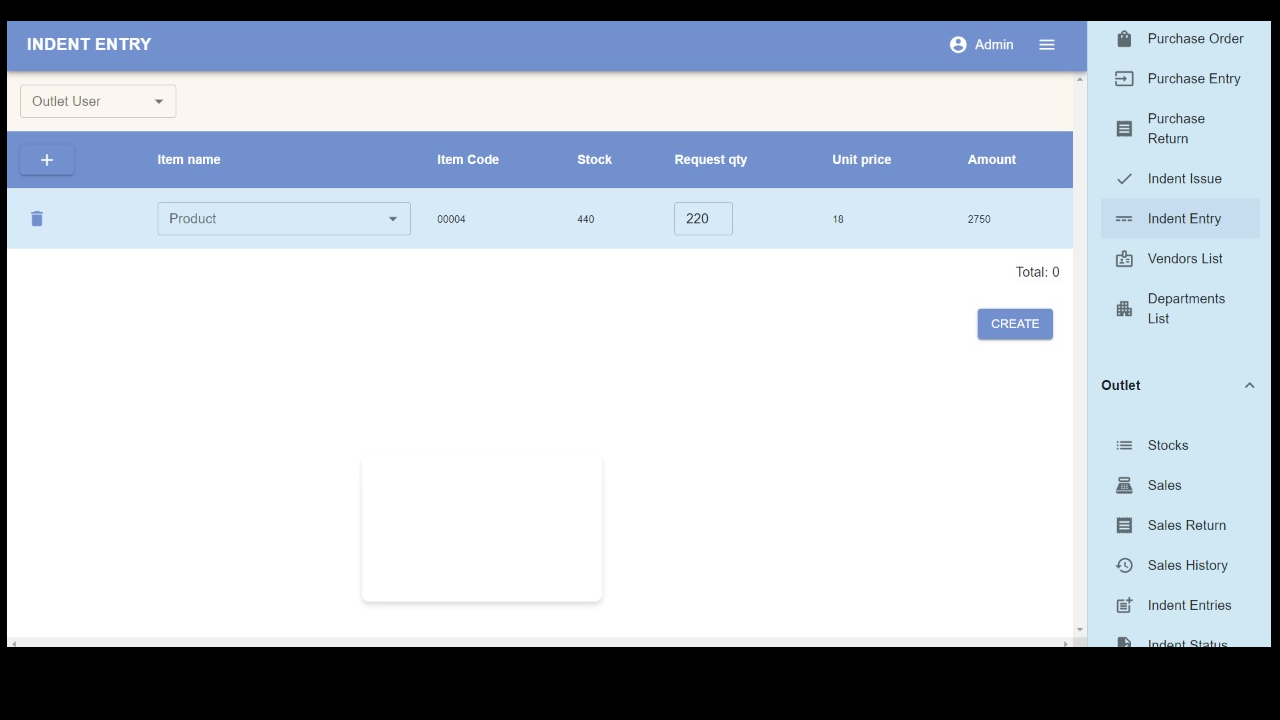 INDENT ENTRY
Admin
Outlet User
Item name Item Code Stock Request qty Unit price Amount
Product 00004 440 220 18 2750
Total: 0
CREATE
Purchase Order
Purchase Entry
Purchase
Return
Indent Issue
Indent Entry
Vendors List
Departments
List
Outlet
Stocks
Sales
Sales Return
Sales History
Indent Entries
Indent Status